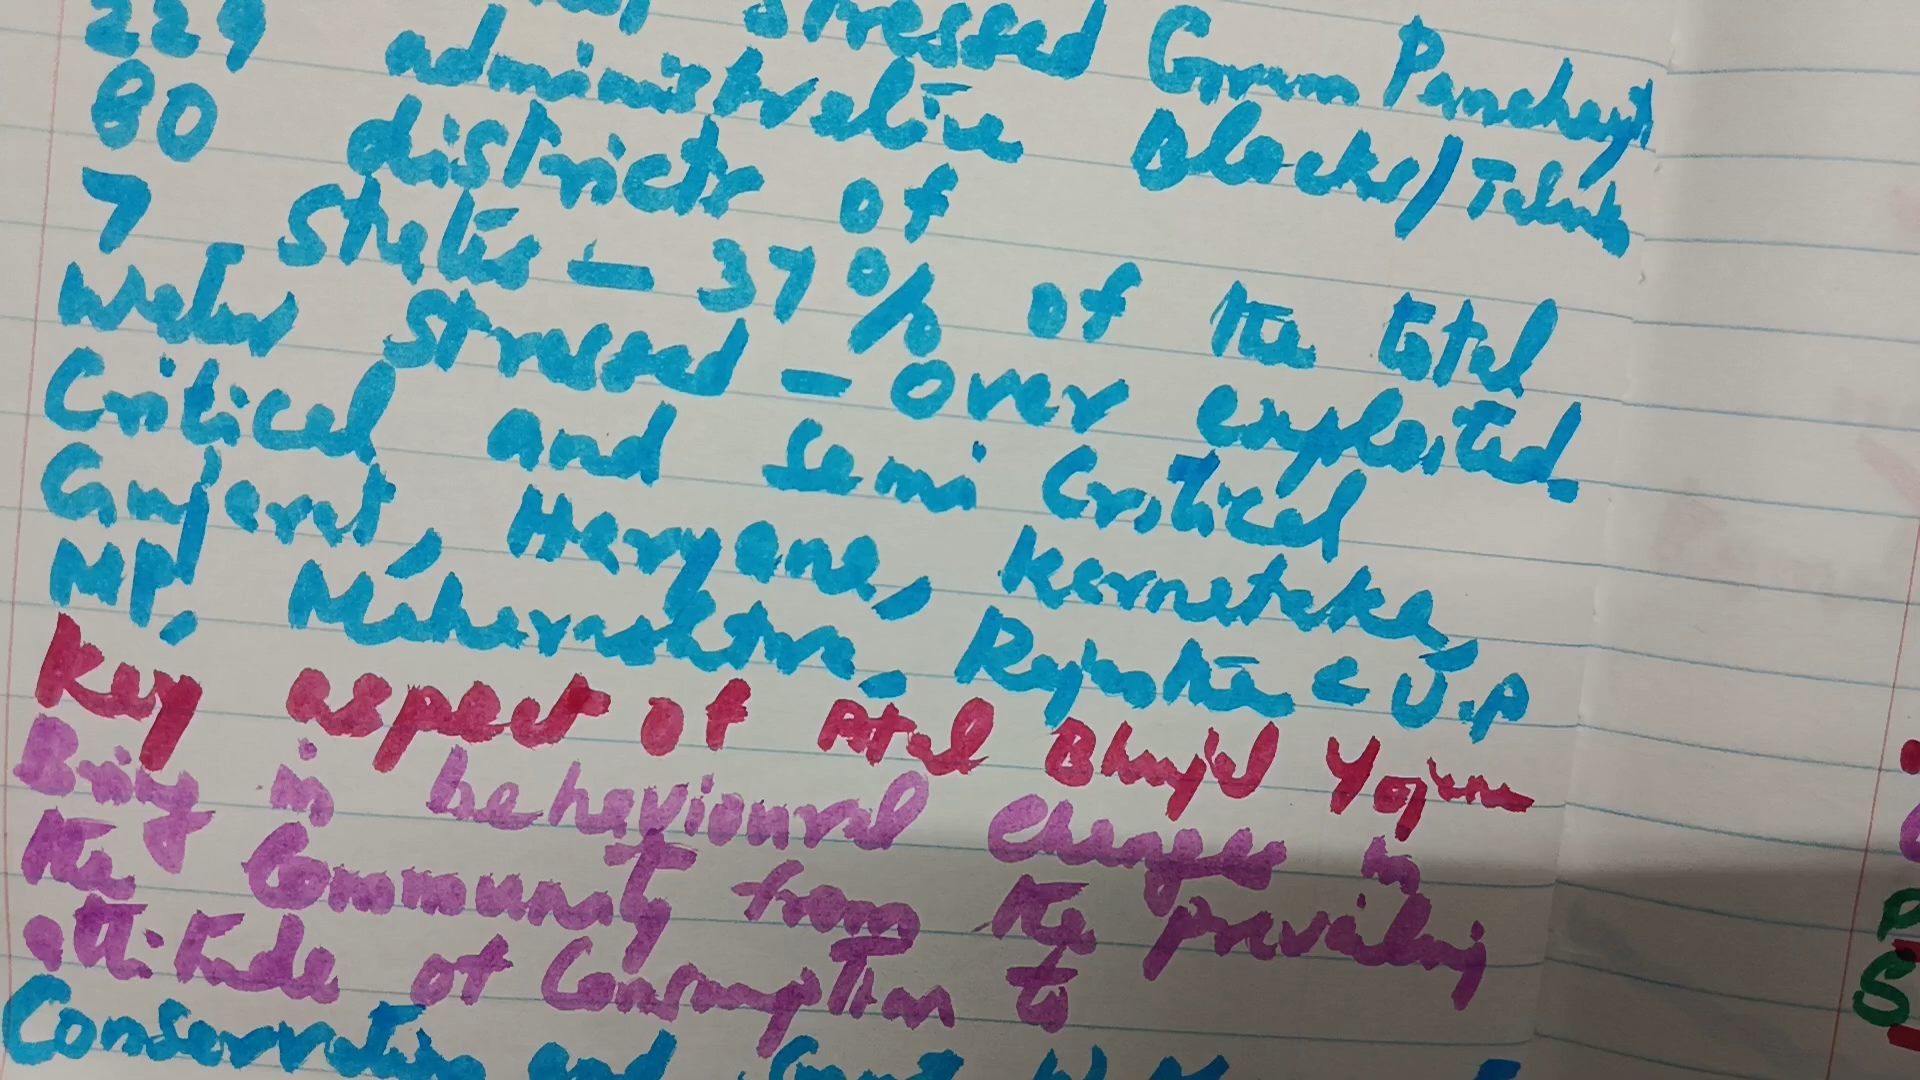 Stressed Gram Panchayat
229 administrative Blocks/Taluks
80 districts of
7 States - 37% of the total
Water Stressed - Over exploited
Critical and Semi Critical
Gujarat, Haryana, Karnataka,
MP, Maharashtra, Rajasthan & U.P
Key aspect of Atal Bhujal Yojana
Bring in behavioural changes in
the Community from the prevailing
attitude of Consumption to
Conservation and Smart W